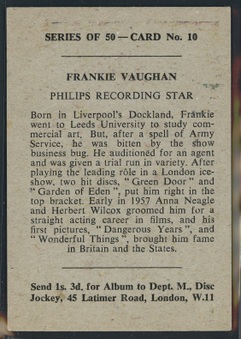 SERIES OF 50 — CARD No. 10
FRANKIE VAUGHAN
PHILIPS RECORDING STAR
Born in Liverpool's Dockland, Frankie
went to Leeds University to study com-
mercial art. But, after a spell of Army
Service, he was bitten by the show
business bug. He auditioned for an agent
and was given a trial run in variety. After
playing the leading rôle in a London ice-
show, two hit discs, " Green Door " and
" Garden of Eden ", put him right in the
top bracket. Early in 1957 Anna Neagle
and Herbert Wilcox groomed him for a
straight acting career in films, and his
first pictures, " Dangerous Years ", and
" Wonderful Things ", brought him fame
in Britain and the States.
Send 1s. 3d. for Album to Dept. M., Disc
Jockey, 45 Latimer Road, London, W.11